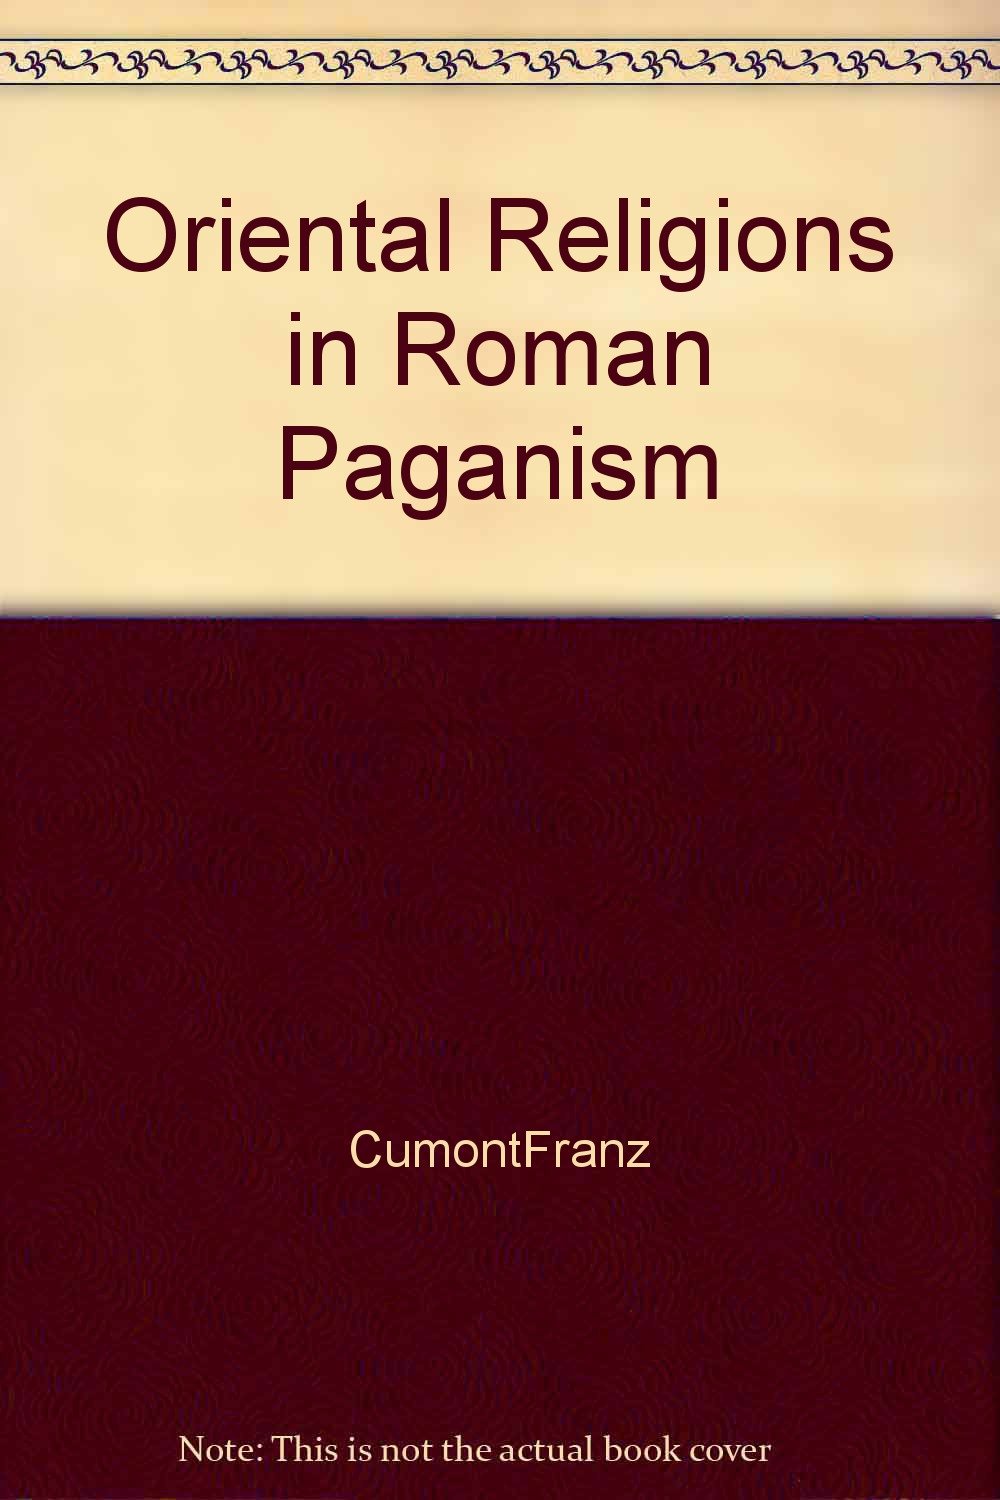 Oriental Religions
in Roman
Paganism
CumontFranz
Note: This is not the actual book cover